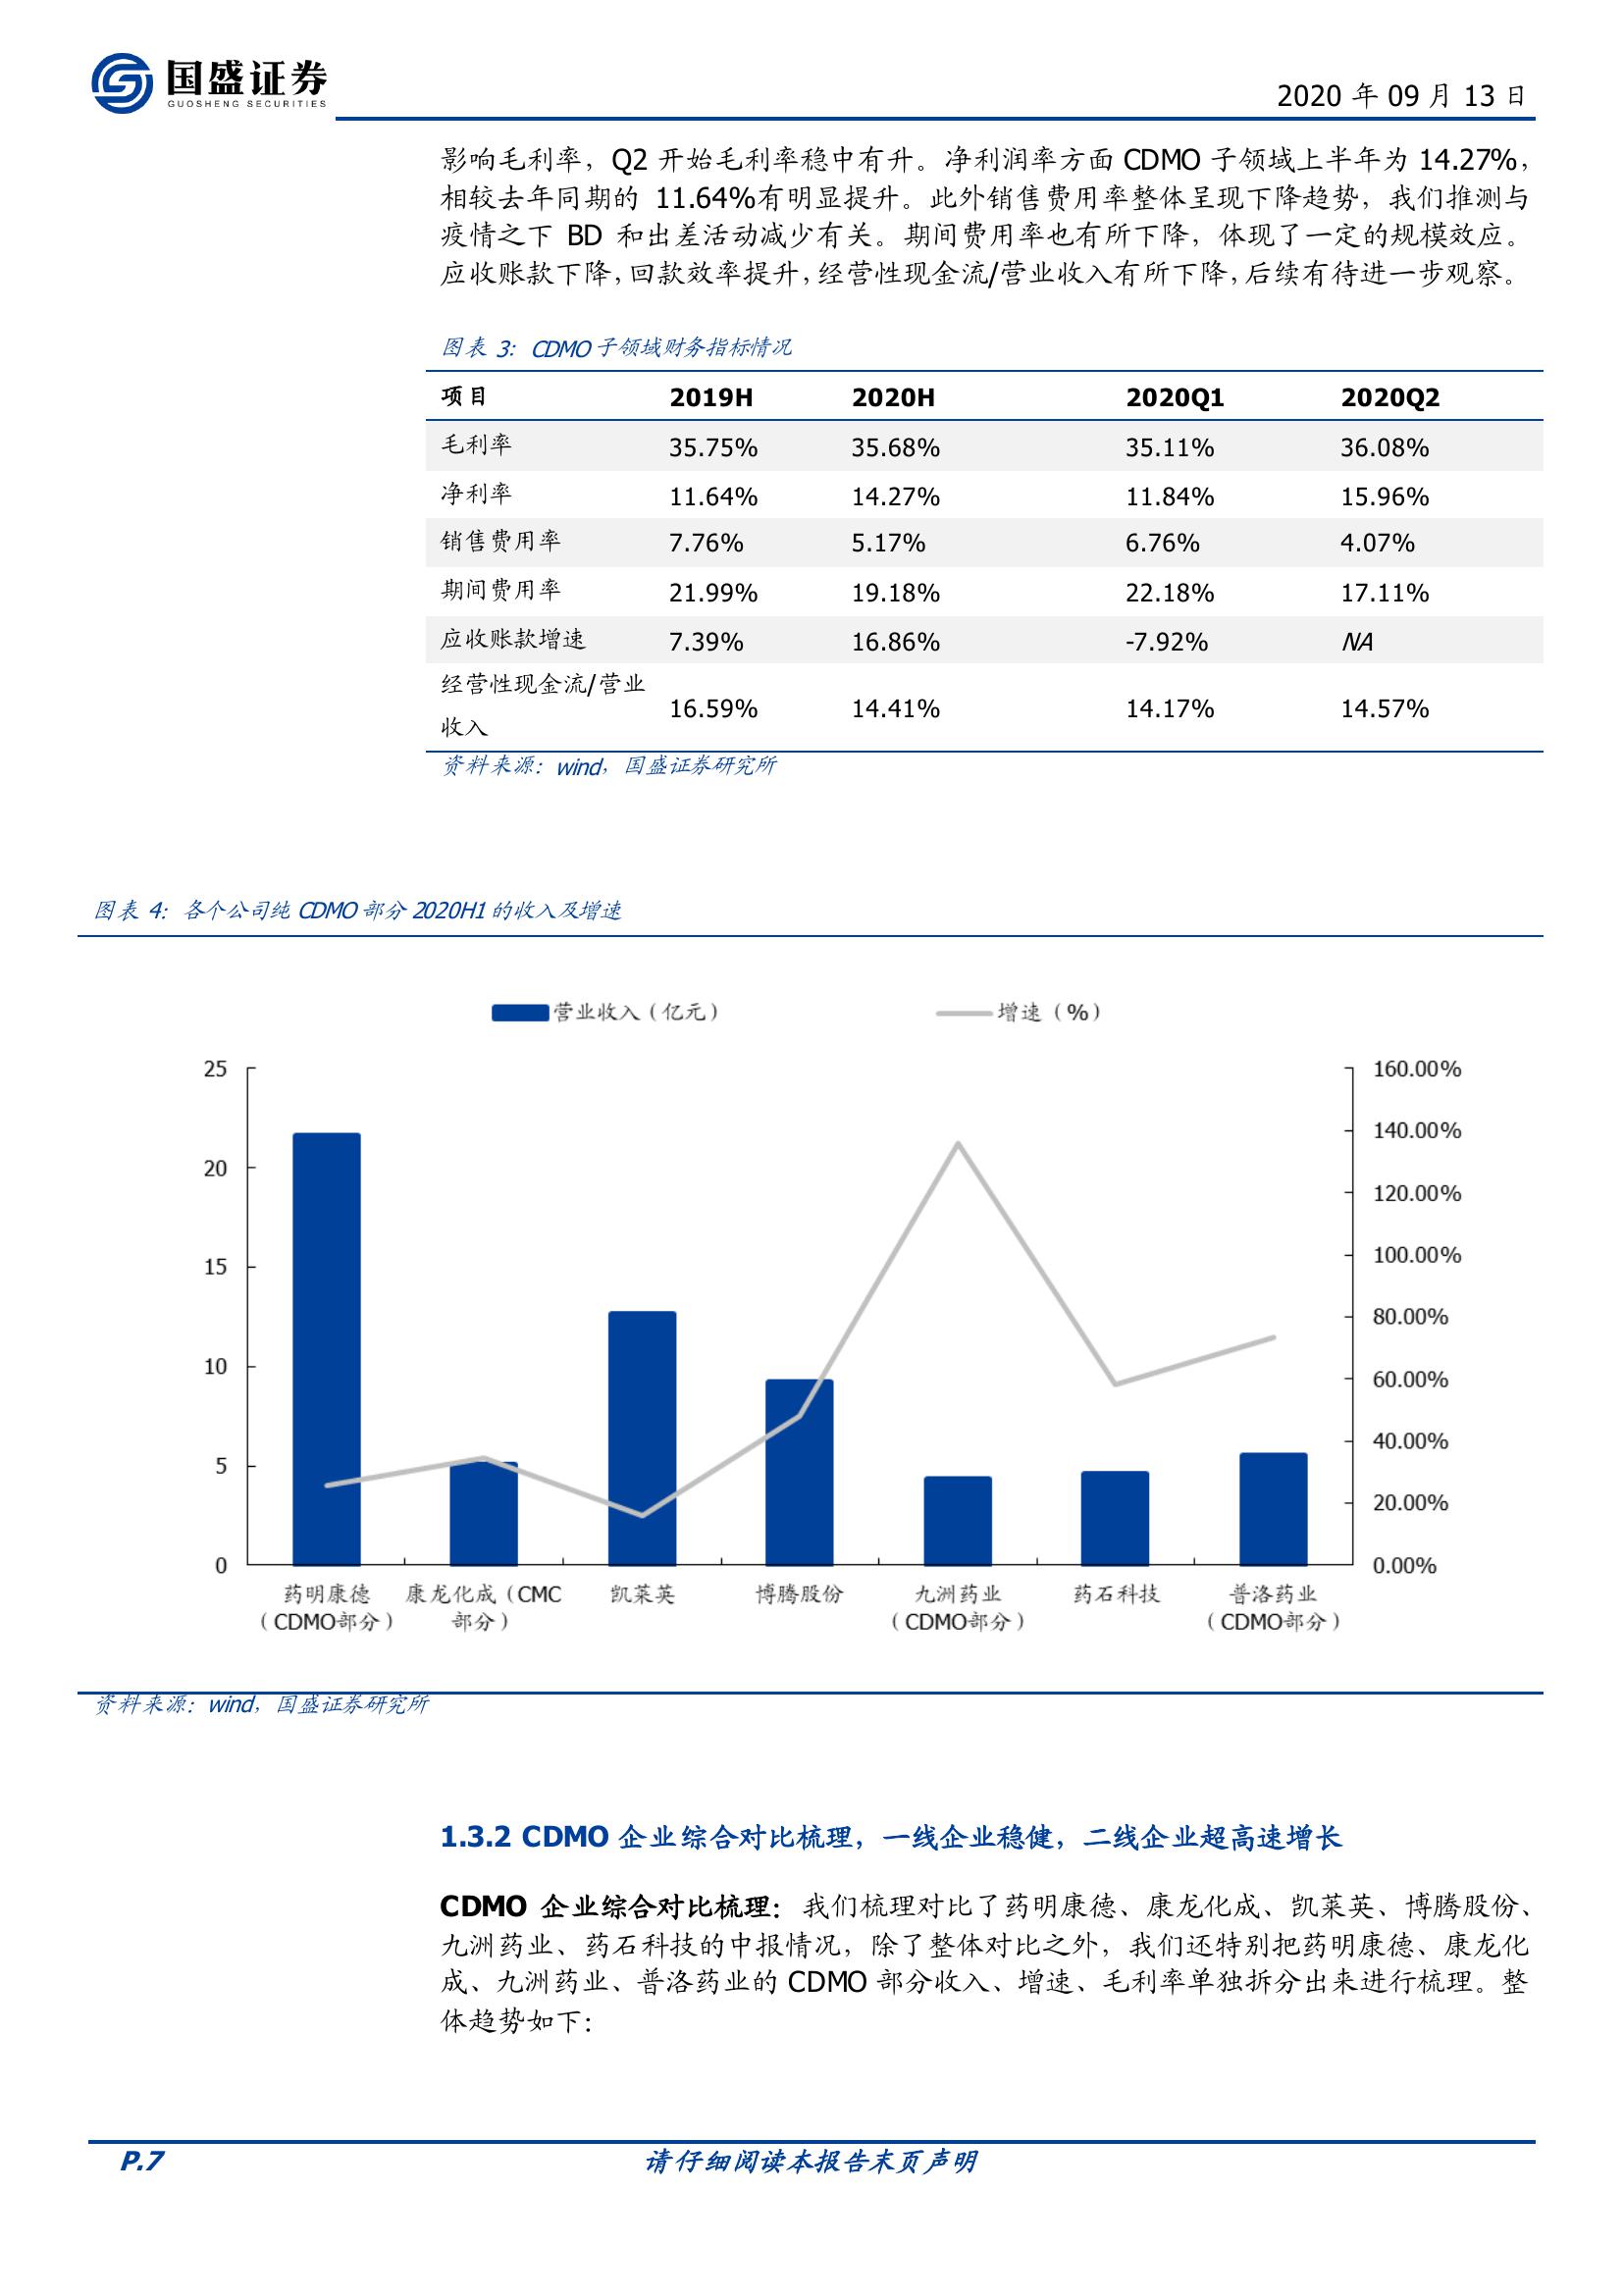 国盛证券
GUOSHENG SECURITIES
2020 年 09 月 13 日
影响毛利率，Q2 开始毛利率稳中有升。净利润率方面 CDMO 子领域上半年为 14.27%，
相较去年同期的 11.64%有明显提升。此外销售费用率整体呈现下降趋势，我们推测与
疫情之下 BD 和出差活动减少有关。期间费用率也有所下降，体现了一定的规模效应。
应收账款下降，回款效率提升，经营性现金流/营业收入有所下降，后续有待进一步观察。
图表 3：CDMO 子领域财务指标情况
项目 2019H 2020H 2020Q1 2020Q2
毛利率 35.75% 35.68% 35.11% 36.08%
净利率 11.64% 14.27% 11.84% 15.96%
销售费用率 7.76% 5.17% 6.76% 4.07%
期间费用率 21.99% 19.18% 22.18% 17.11%
应收账款增速 7.39% 16.86% -7.92% NA
经营性现金流/营业
收入 16.59% 14.41% 14.17% 14.57%
资料来源：wind，国盛证券研究所
图表 4：各个公司纯 CDMO 部分 2020H1 的收入及增速
营业收入（亿元） 增速（%）
25 160.00%
140.00%
20
120.00%
15 100.00%
80.00%
10
60.00%
40.00%
5
20.00%
0 0.00%
药明康德 康龙化成（CMC 凯莱英 博腾股份 九洲药业 药石科技 普洛药业
（CDMO部分） 部分） （CDMO部分） （CDMO部分）
资料来源：wind，国盛证券研究所
1.3.2 CDMO 企业综合对比梳理，一线企业稳健，二线企业超高速增长
CDMO 企业综合对比梳理：我们梳理对比了药明康德、康龙化成、凯莱英、博腾股份、
九洲药业、药石科技的中报情况，除了整体对比之外，我们还特别把药明康德、康龙化
成、九洲药业、普洛药业的 CDMO 部分收入、增速、毛利率单独拆分出来进行梳理。整
体趋势如下：
P.7 请仔细阅读本报告末页声明